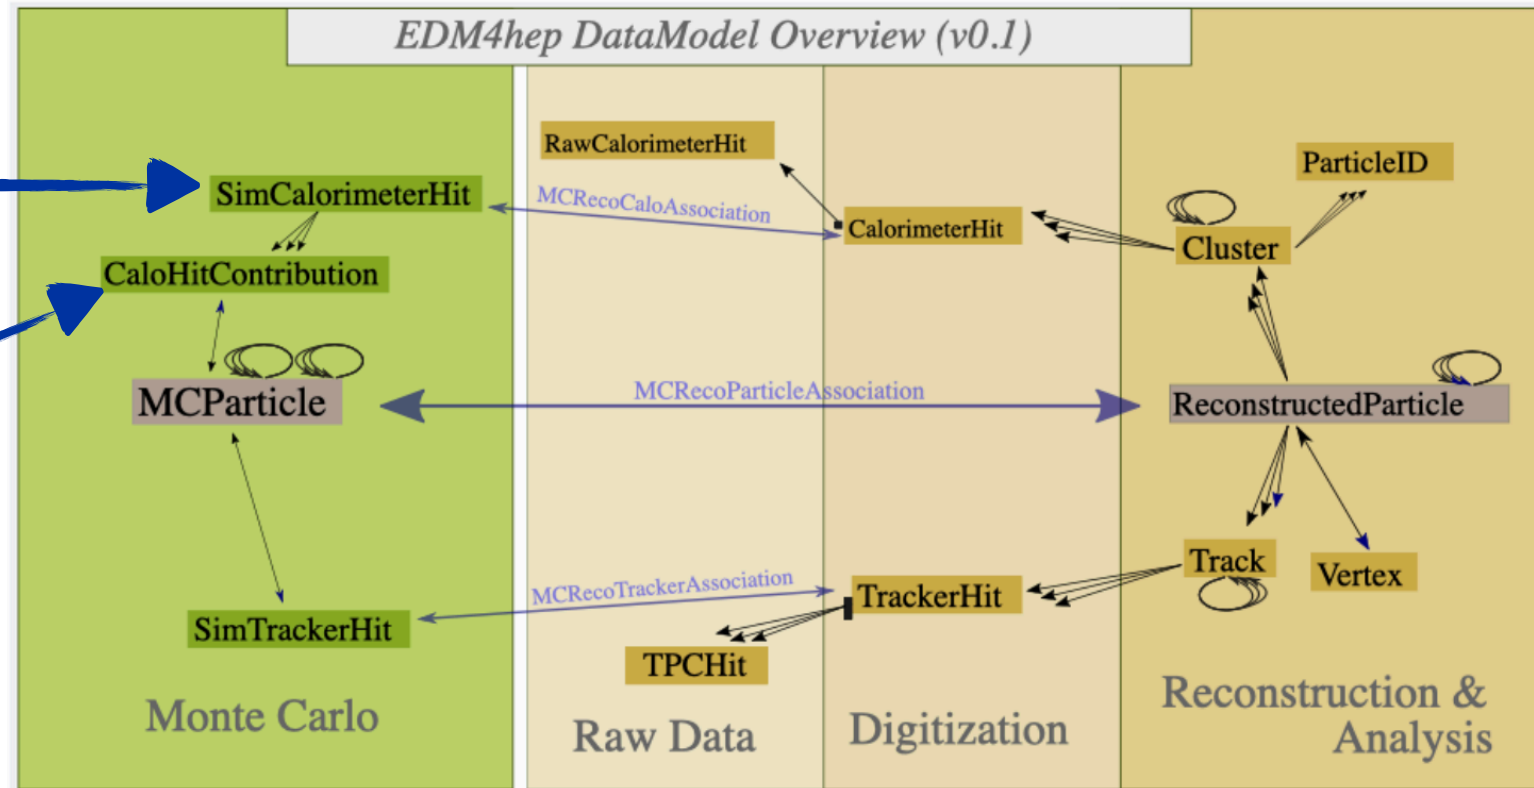 EDM4hep DataModel Overview (v0.1)
SimCalorimeterHit
CaloHitContribution
MCParticle
SimTrackerHit
Monte Carlo
MCRecoCaloAssociation
MCRecoParticleAssociation
MCRecoTrackerAssociation
RawCalorimeterHit
TPCHit
Raw Data
CalorimeterHit
TrackerHit
Digitization
ParticleID
Cluster
ReconstructedParticle
Track
Vertex
Reconstruction &
Analysis